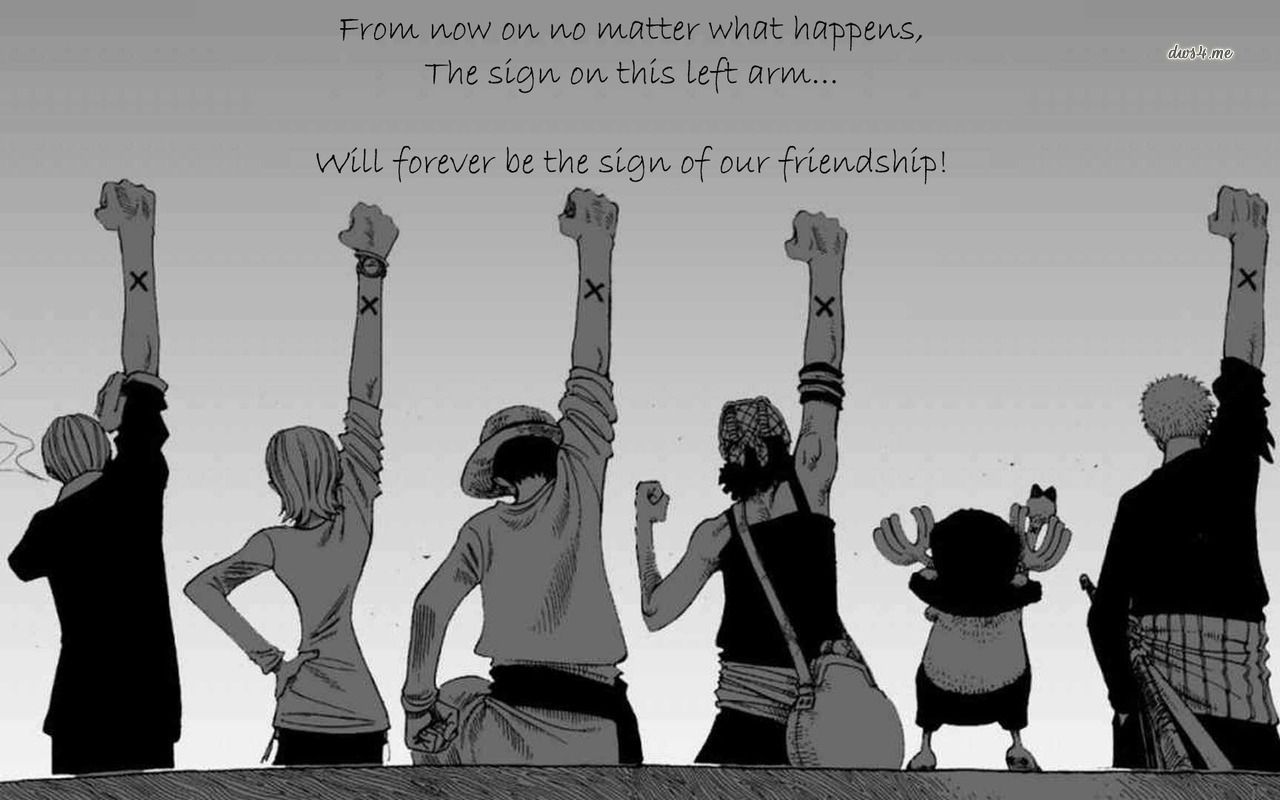 From now on no matter what happens,
The sign on this left arm...
Will forever be the sign of our friendship!
dws4.me